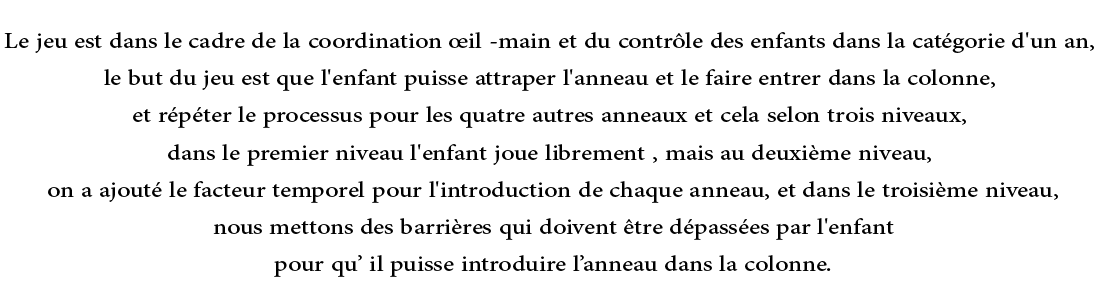 Le jeu est dans le cadre de la coordination œil -main et du contrôle des enfants dans la catégorie d'un an,
le but du jeu est que l'enfant puisse attraper l'anneau et le faire entrer dans la colonne,
et répéter le processus pour les quatre autres anneaux et cela selon trois niveaux,
dans le premier niveau l'enfant joue librement , mais au deuxième niveau,
on a ajouté le facteur temporel pour l'introduction de chaque anneau, et dans le troisième niveau,
nous mettons des barrières qui doivent être dépassées par l'enfant
pour qu’ il puisse introduire l’anneau dans la colonne.